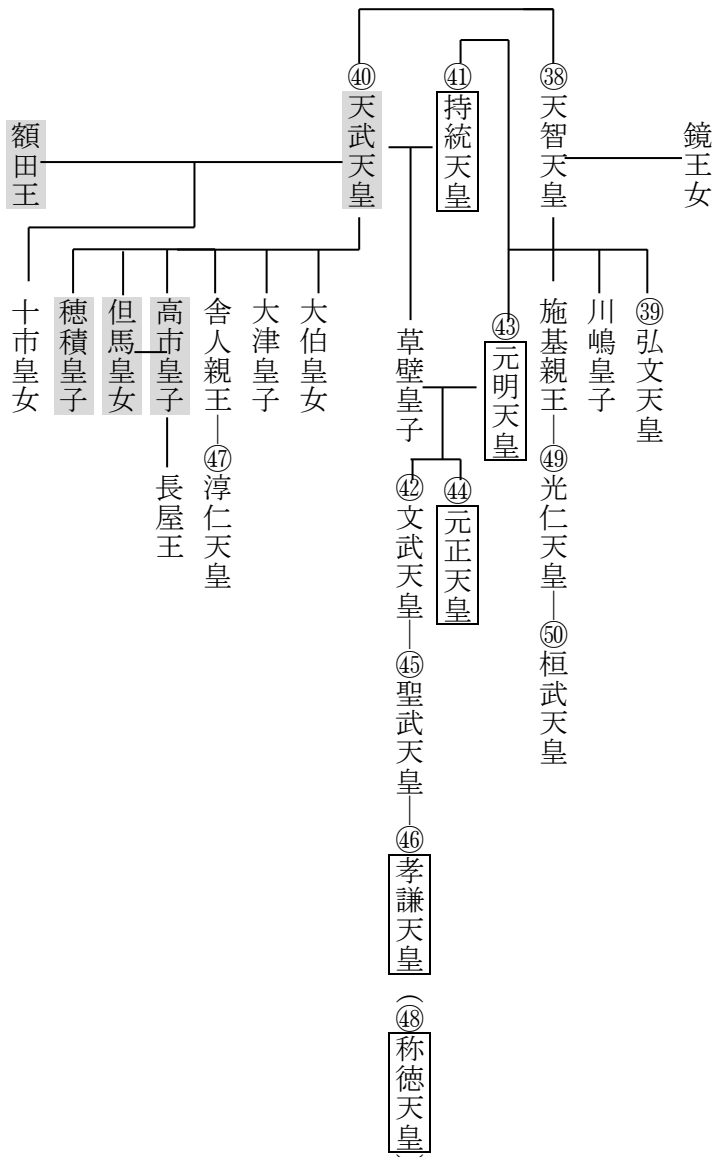 鏡王女
㊳天智天皇
㊶持統天皇
㊵天武天皇
額田王
㊴弘文天皇
川嶋皇子
施基親王
㊾光仁天皇
㊿桓武天皇
㊸元明天皇
草壁皇子
㊹元正天皇
㊷文武天皇
㊺聖武天皇
㊻孝謙天皇
(㊽称徳天皇)
大伯皇女
大津皇子
舎人親王
㊼淳仁天皇
高市皇子
長屋王
但馬皇女
穂積皇子
十市皇女